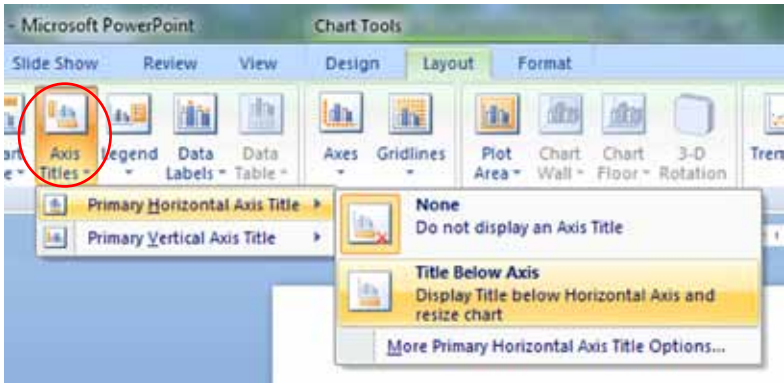 - Microsoft PowerPoint
Chart Tools
Slide Show Review View Design Layout Format
Axis Titles
Legend
Data Labels
Data Table
Axes
Gridlines
Plot Area
Chart Wall
Chart Floor
3-D Rotation
Primary Horizontal Axis Title
Primary Vertical Axis Title
None
Do not display an Axis Title
Title Below Axis
Display Title below Horizontal Axis and
resize chart
More Primary Horizontal Axis Title Options...